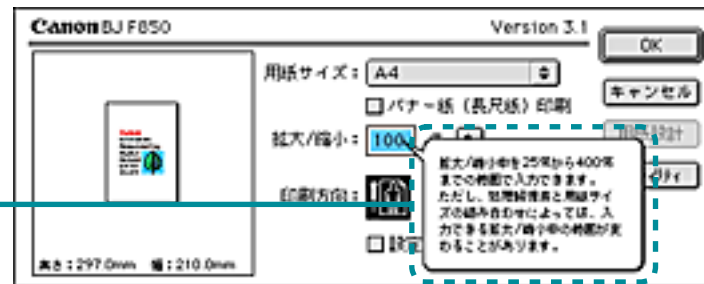 Canon BJ F850
Version 3.1
OK
用紙サイズ：
A4
キャンセル
バナー紙（長尺紙）印刷
拡大/縮小：
100
拡大/縮小率を25%から400%
までの範囲で入力できます。
ただし、処理解像度と用紙サイ
ズの組み合わせによっては、入
力できる拡大/縮小率の範囲が変
わることがあります。
印刷方向：
高さ：297.0mm 幅：210.0mm